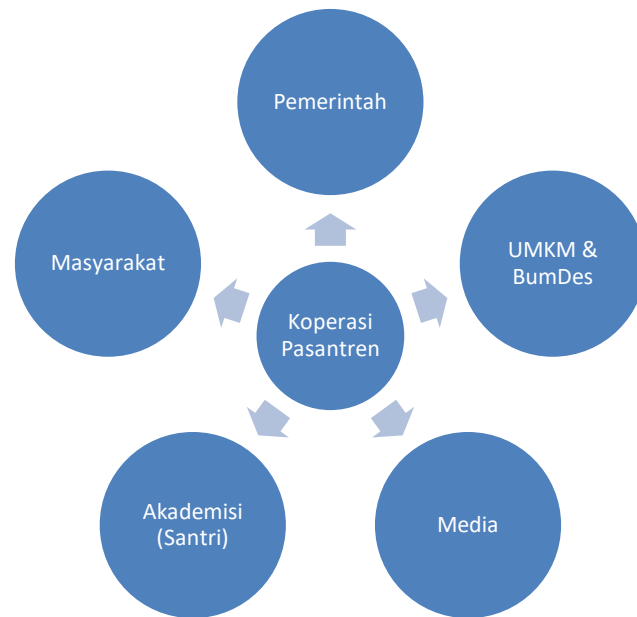 Pemerintah
Masyarakat
UMKM &
BumDes
Koperasi
Pasantren
Akademisi
(Santri)
Media